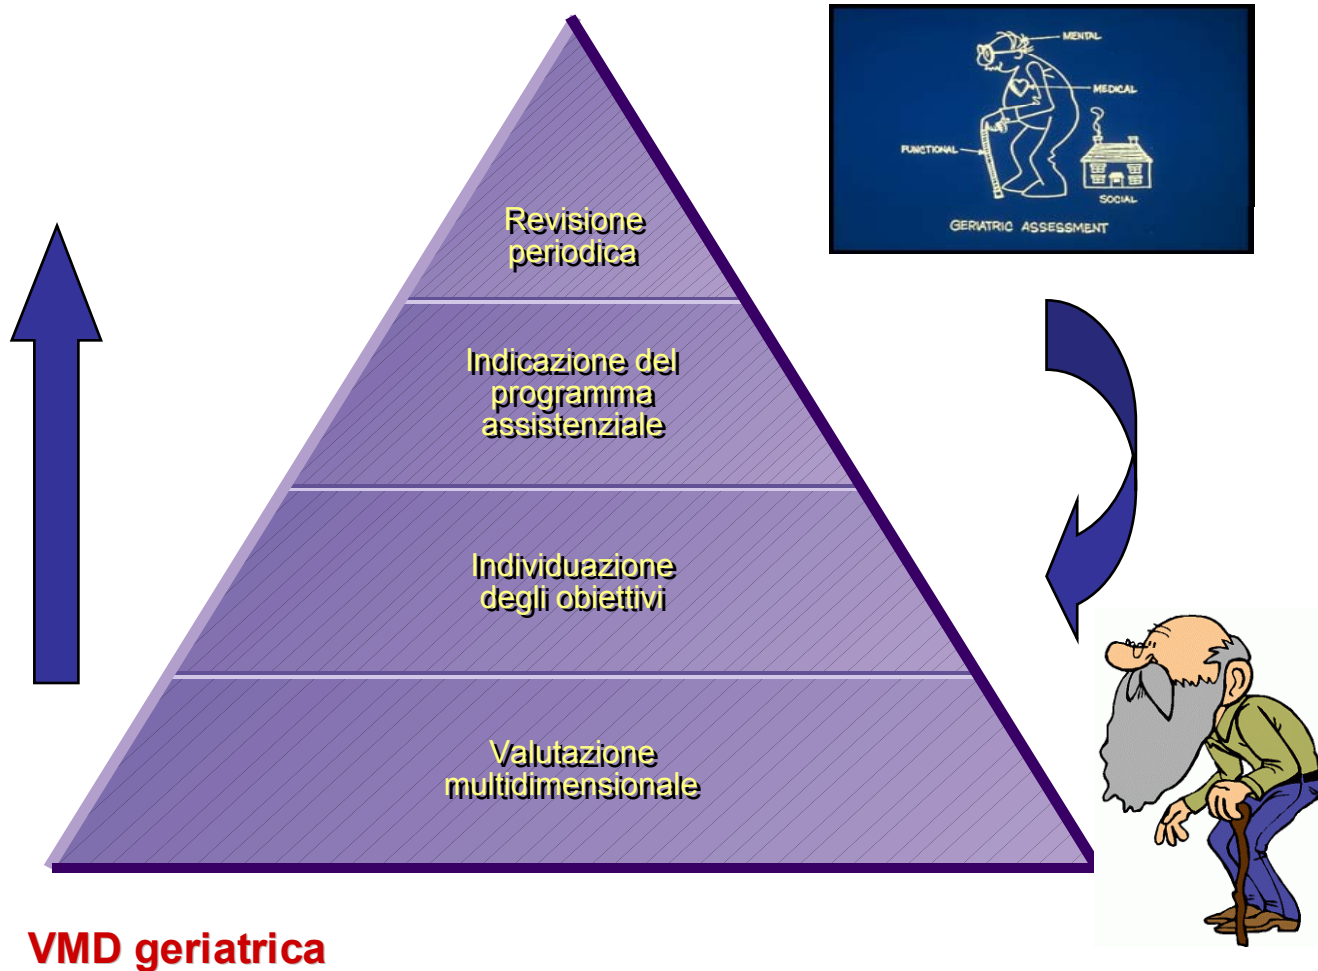 MENTAL
MEDICAL
FUNCTIONAL
SOCIAL
GERIATRIC ASSESSMENT
Revisione
periodica
Indicazione del
programma
assistenziale
Individuazione
degli obiettivi
Valutazione
multidimensionale
VMD geriatrica